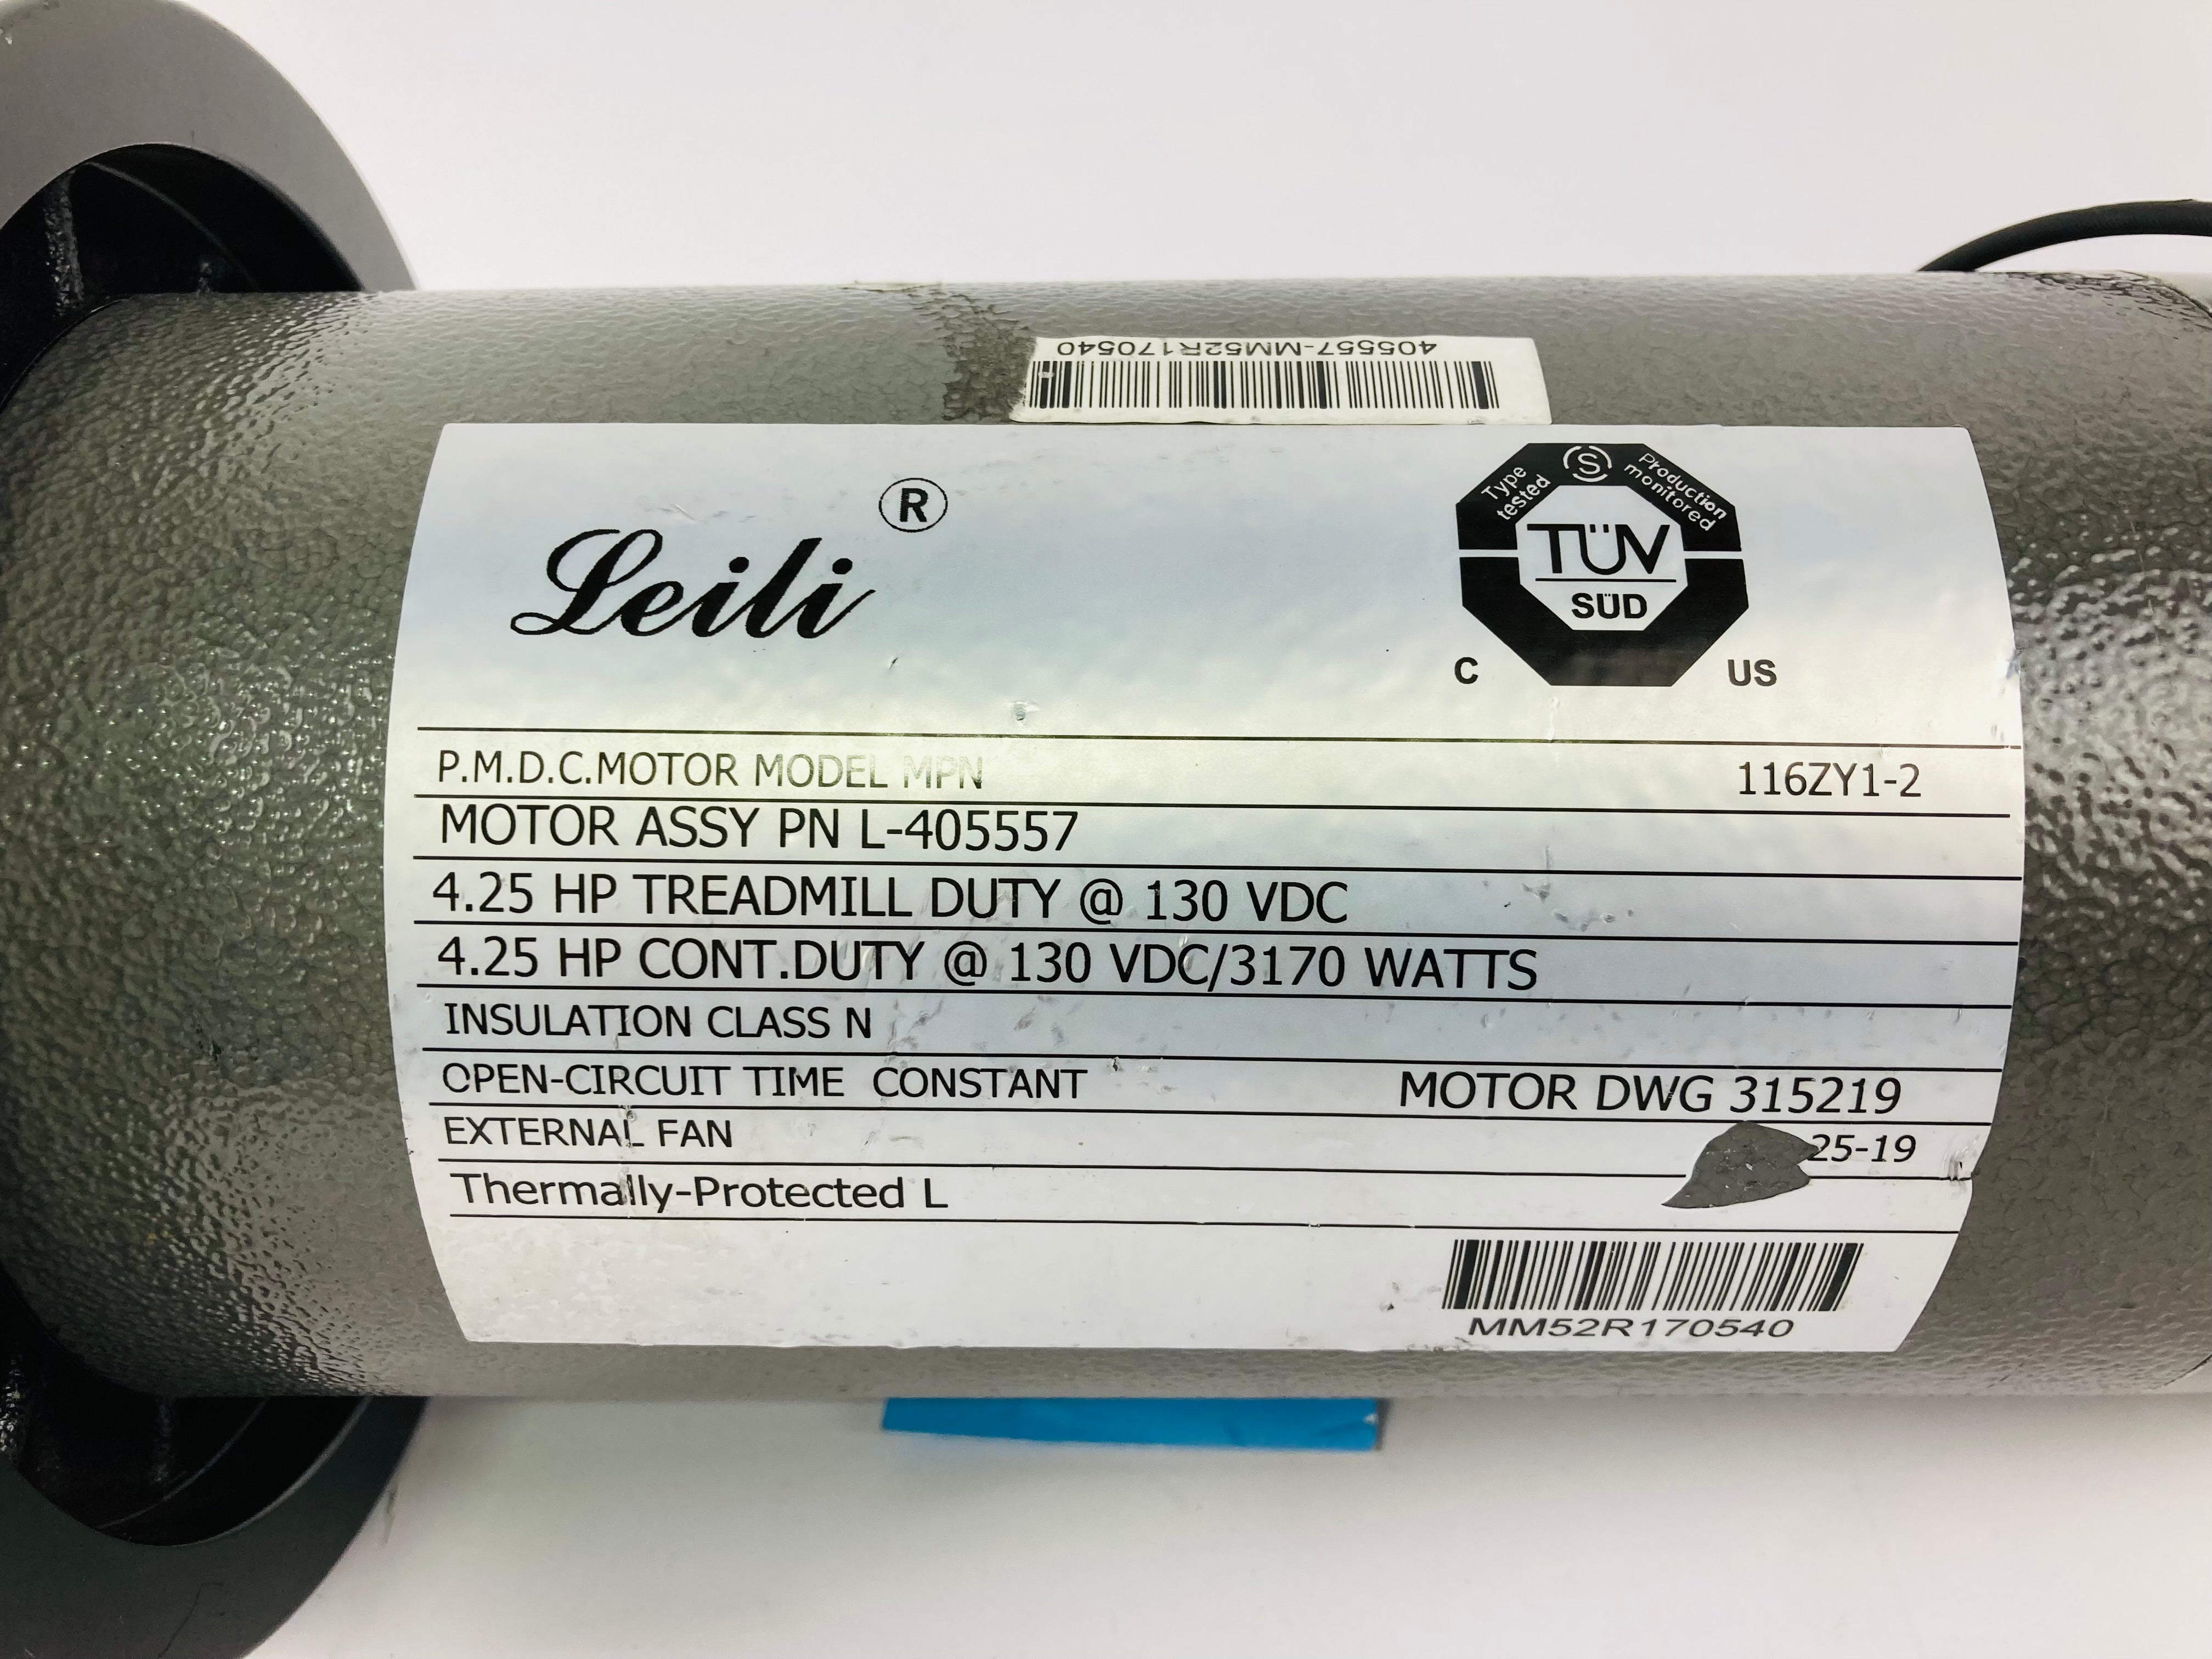 405557-MM52R170540
Leili ®
Type tested
S
Production monitored
TÜV
SÜD
C US
P.M.D.C.MOTOR MODEL MPN 116ZY1-2
MOTOR ASSY PN L-405557
4.25 HP TREADMILL DUTY @ 130 VDC
4.25 HP CONT.DUTY @ 130 VDC/3170 WATTS
INSULATION CLASS N
OPEN-CIRCUIT TIME CONSTANT MOTOR DWG 315219
EXTERNAL FAN 25-19
Thermally-Protected L
MM52R170540